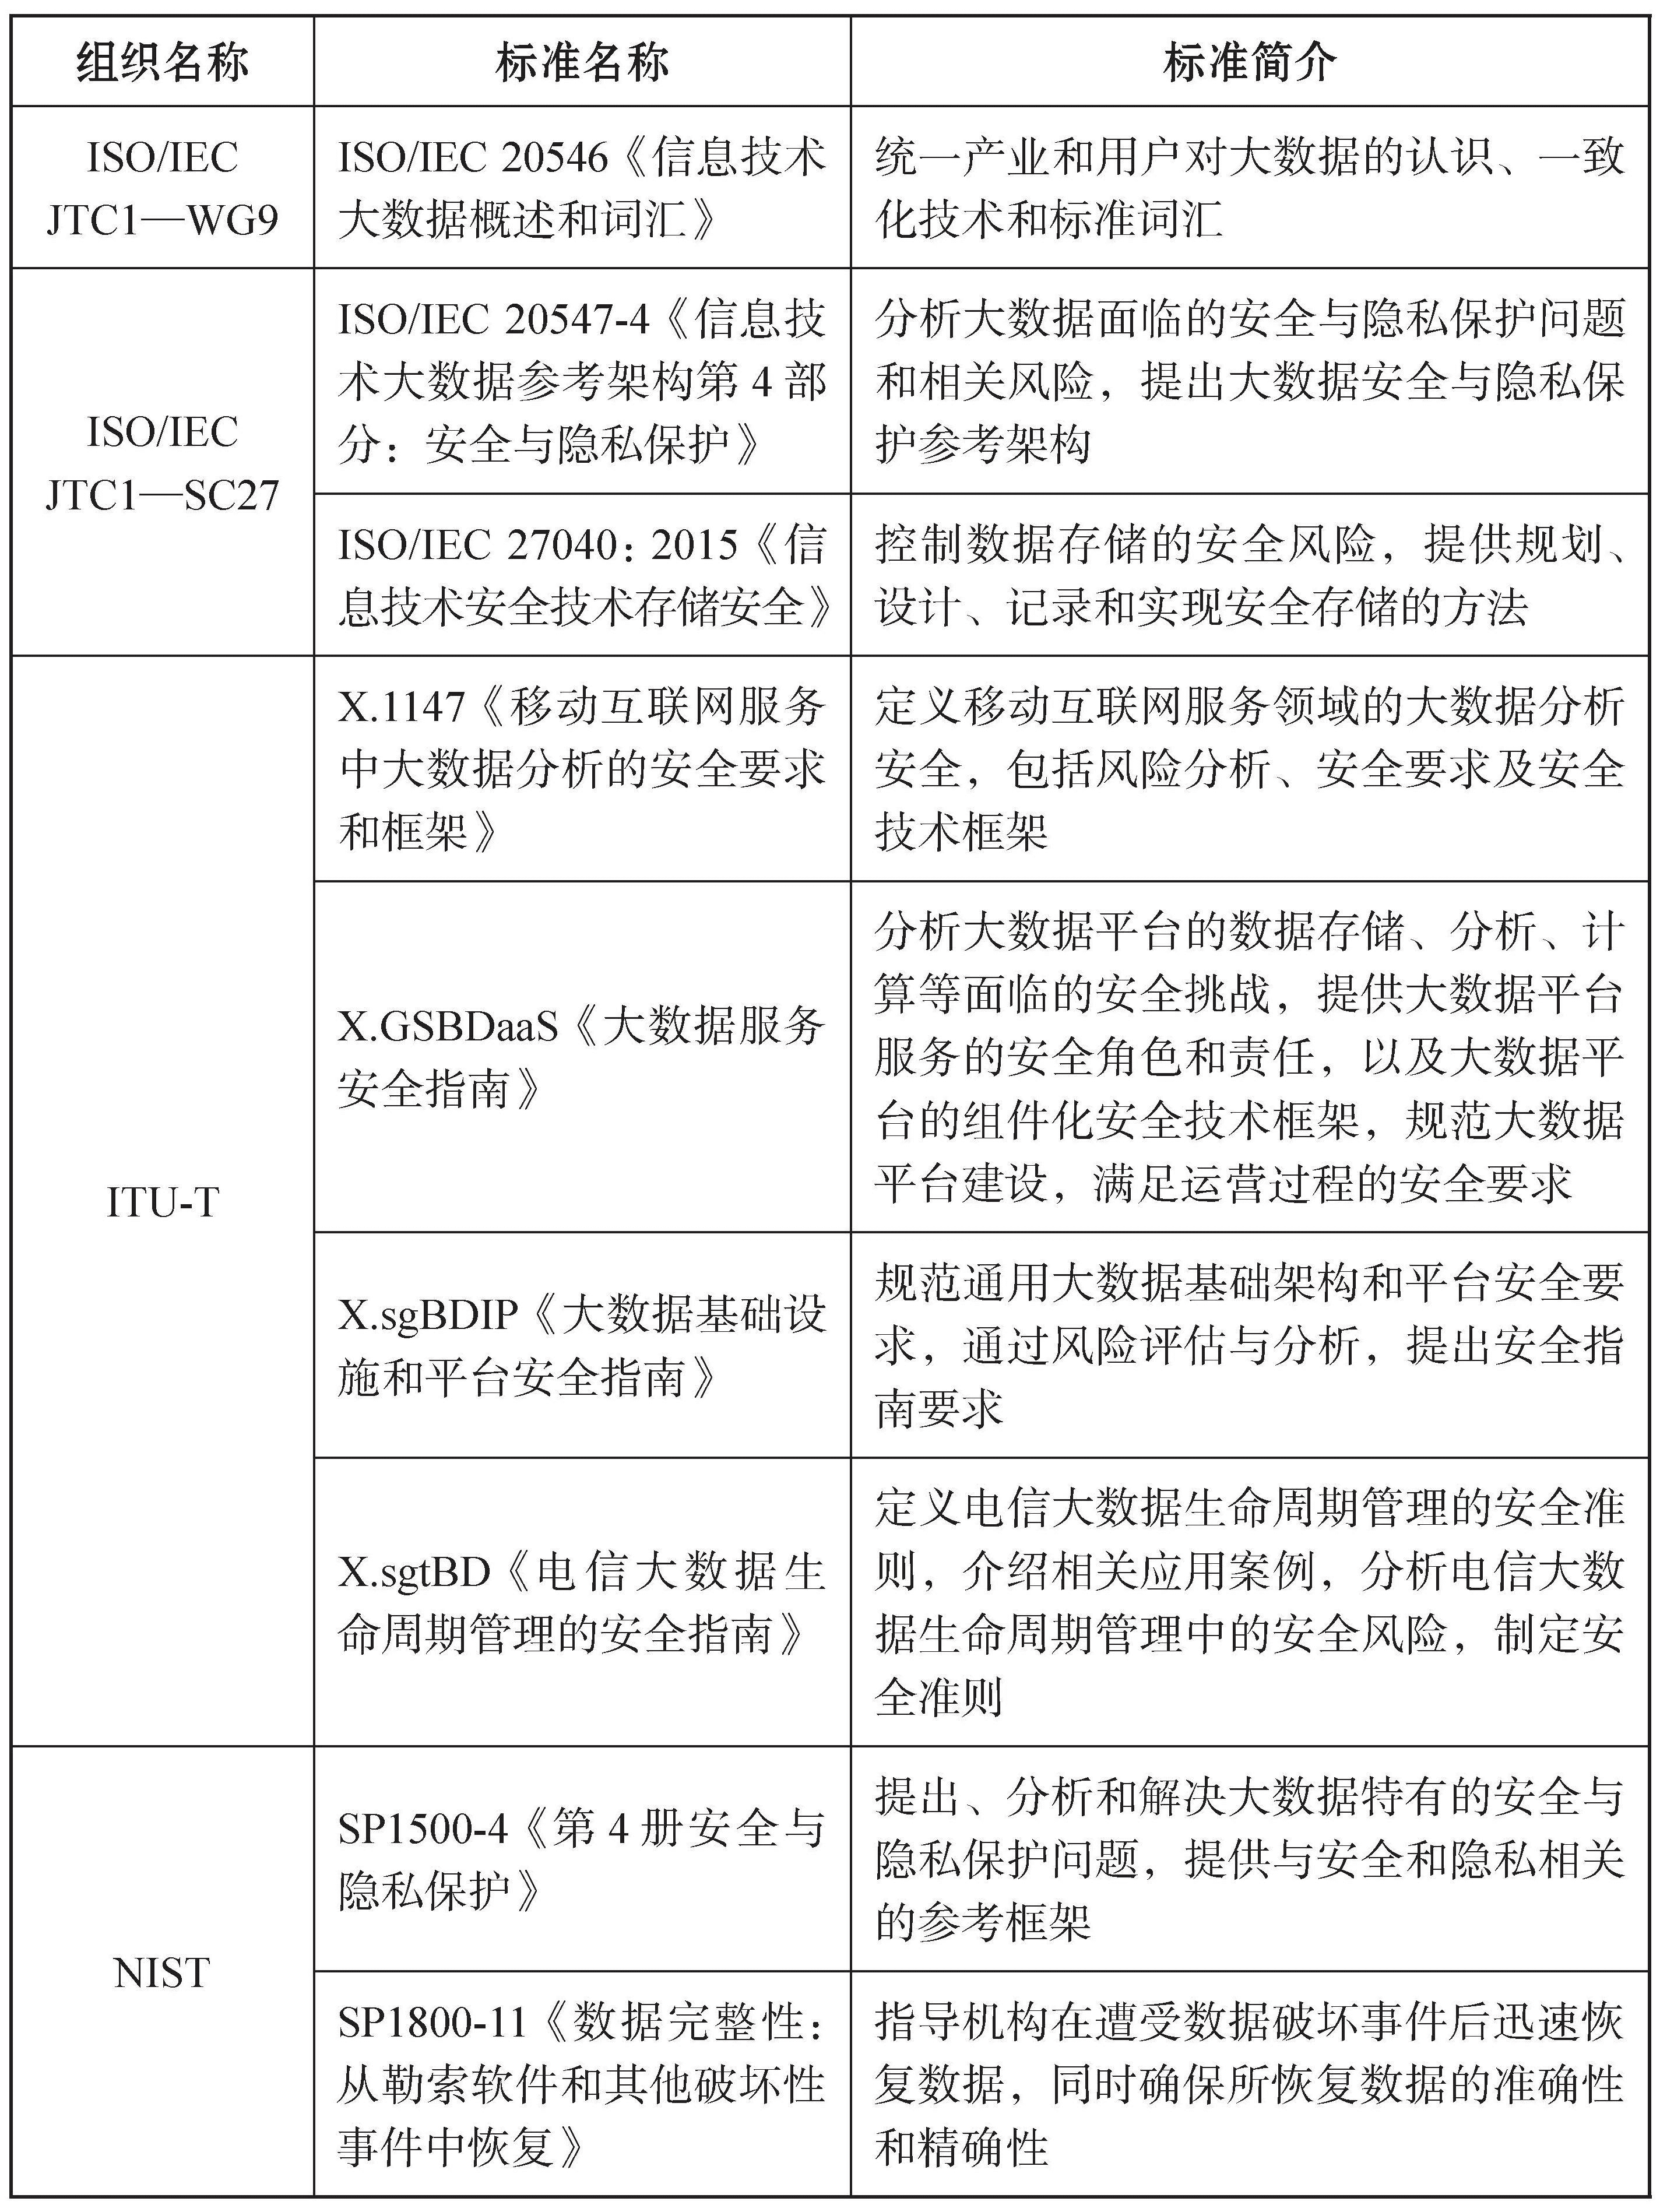 组织名称
标准名称
标准简介
ISO/IEC
JTC1—WG9
ISO/IEC 20546《信息技术
大数据概述和词汇》
统一产业和用户对大数据的认识、一致
化技术和标准词汇
ISO/IEC
JTC1—SC27
ISO/IEC 20547-4《信息技
术大数据参考架构第 4 部
分：安全与隐私保护》
分析大数据面临的安全与隐私保护问题
和相关风险，提出大数据安全与隐私保
护参考架构
ISO/IEC 27040：2015《信
息技术安全技术存储安全》
控制数据存储的安全风险，提供规划、
设计、记录和实现安全存储的方法
ITU-T
X.1147《移动互联网服务
中大数据分析的安全要求
和框架》
定义移动互联网服务领域的大数据分析
安全，包括风险分析、安全要求及安全
技术框架
X.GSBDaaS《大数据服务
安全指南》
分析大数据平台的数据存储、分析、计
算等面临的安全挑战，提供大数据平台
服务的安全角色和责任，以及大数据平
台的组件化安全技术框架，规范大数据
平台建设，满足运营过程的安全要求
X.sgBDIP《大数据基础设
施和平台安全指南》
规范通用大数据基础架构和平台安全要
求，通过风险评估与分析，提出安全指
南要求
X.sgtBD《电信大数据生
命周期管理的安全指南》
定义电信大数据生命周期管理的安全准
则，介绍相关应用案例，分析电信大数
据生命周期管理中的安全风险，制定安
全准则
NIST
SP1500-4《第 4 册安全与
隐私保护》
提出、分析和解决大数据特有的安全与
隐私保护问题，提供与安全和隐私相关
的参考框架
SP1800-11《数据完整性：
从勒索软件和其他破坏性
事件中恢复》
指导机构在遭受数据破坏事件后迅速恢
复数据，同时确保所恢复数据的准确性
和精确性